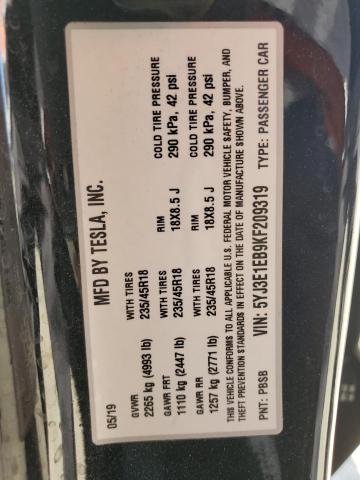 MFD BY TESLA, INC.
05/19
GVWR WITH TIRES RIM COLD TIRE PRESSURE
2265 kg (4993 lb) 235/45R18 18X8.5 J 290 kPa, 42 psi
GAWR FRT WITH TIRES RIM COLD TIRE PRESSURE
1110 kg (2447 lb) 235/45R18 18X8.5 J 290 kPa, 42 psi
GAWR RR
1257 kg (2771 lb)
THIS VEHICLE CONFORMS TO ALL APPLICABLE U.S. FEDERAL MOTOR VEHICLE SAFETY, BUMPER, AND
THEFT PREVENTION STANDARDS IN EFFECT ON THE DATE OF MANUFACTURE SHOWN ABOVE.
PNT: PBSB VIN: 5YJ3E1EB9KF209319 TYPE: PASSENGER CAR